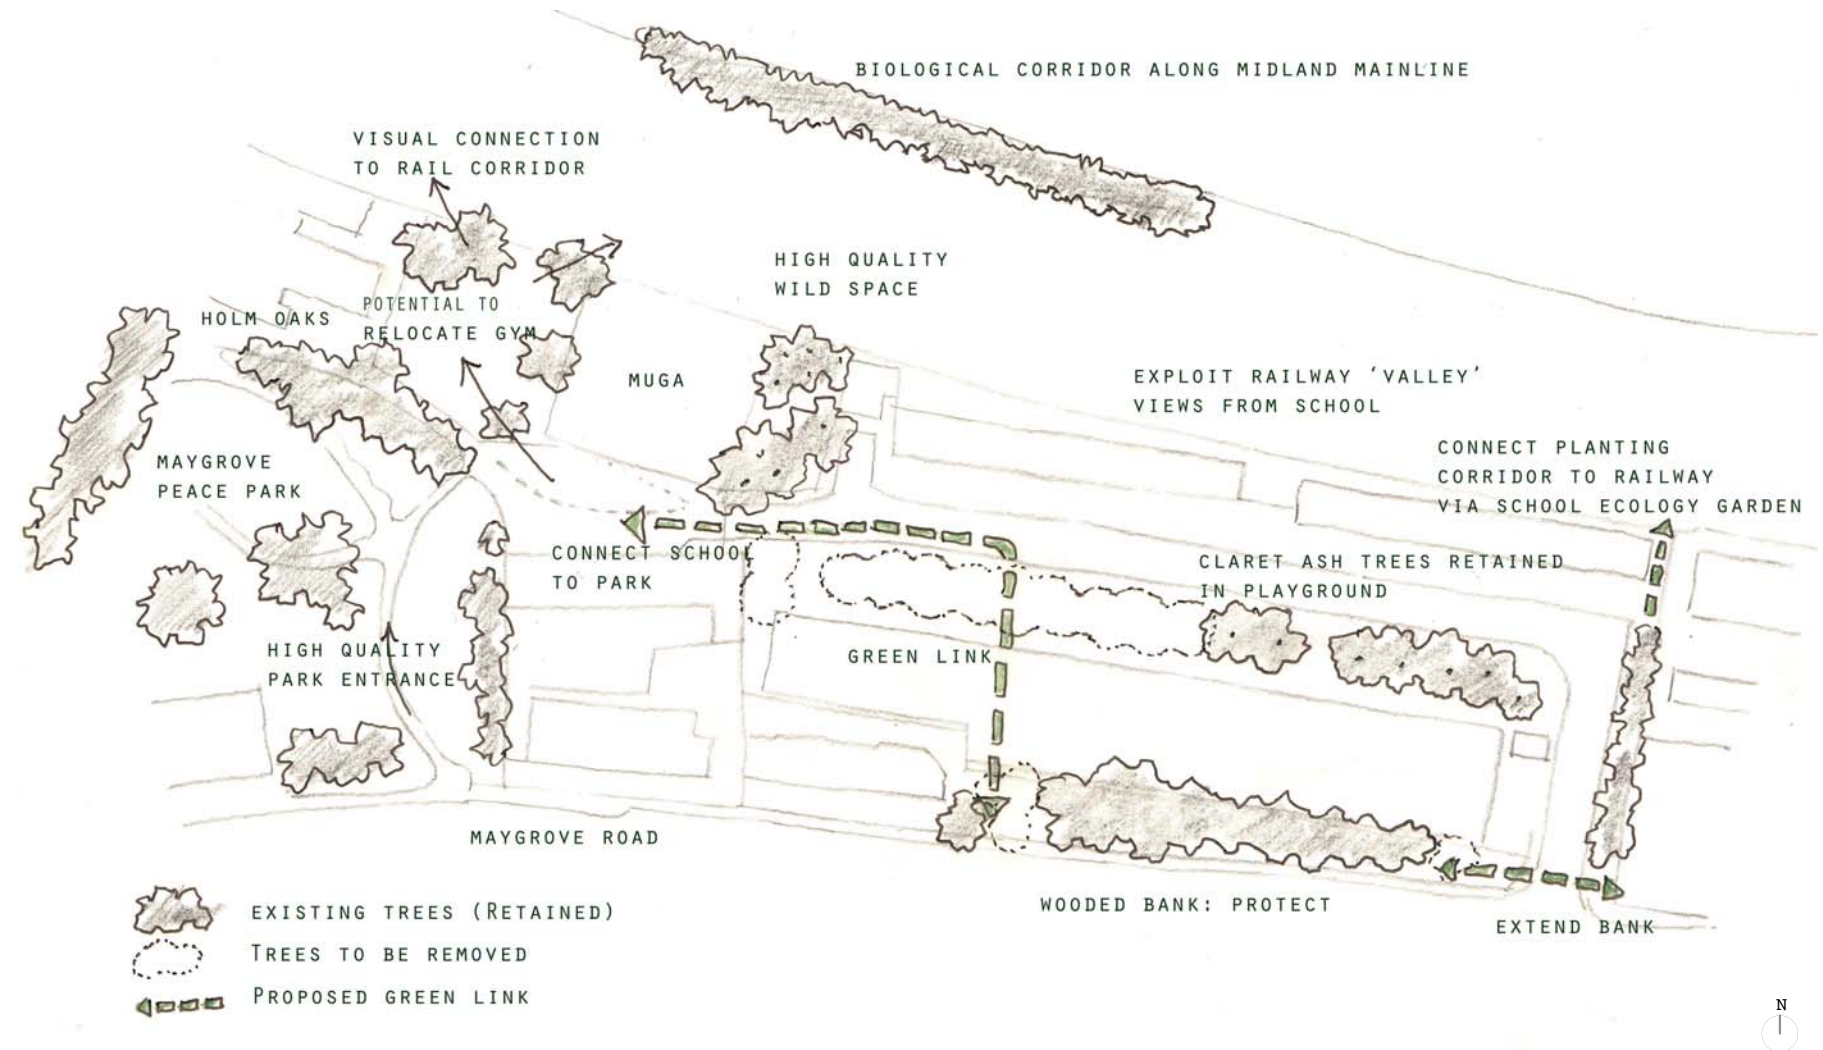 BIOLOGICAL CORRIDOR ALONG MIDLAND MAINLINE
VISUAL CONNECTION
TO RAIL CORRIDOR
HIGH QUALITY
WILD SPACE
POTENTIAL TO
RELOCATE GYM
HOLM OAKS
MUGA
EXPLOIT RAILWAY ‘VALLEY’
VIEWS FROM SCHOOL
CONNECT PLANTING
CORRIDOR TO RAILWAY
VIA SCHOOL ECOLOGY GARDEN
MAYGROVE
PEACE PARK
CONNECT SCHOOL
TO PARK
CLARET ASH TREES RETAINED
IN PLAYGROUND
HIGH QUALITY
PARK ENTRANCE
GREEN LINK
MAYGROVE ROAD
WOODED BANK: PROTECT
EXTEND BANK
EXISTING TREES (RETAINED)
TREES TO BE REMOVED
PROPOSED GREEN LINK
N